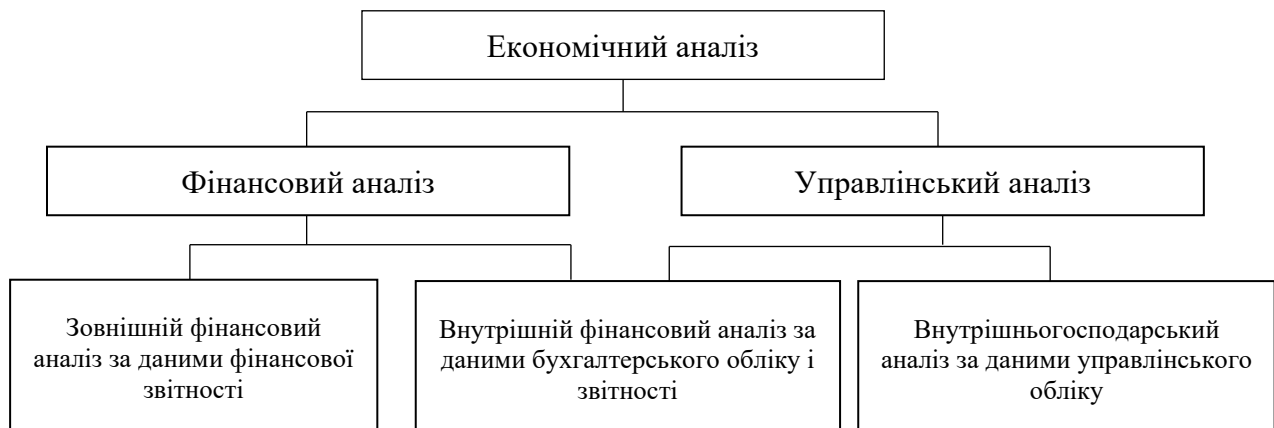 Економічний аналіз
Фінансовий аналіз
Управлінський аналіз
Зовнішній фінансовий
аналіз за даними фінансової
звітності
Внутрішній фінансовий аналіз за
даними бухгалтерського обліку і
звітності
Внутрішньогосподарський
аналіз за даними управлінського
обліку